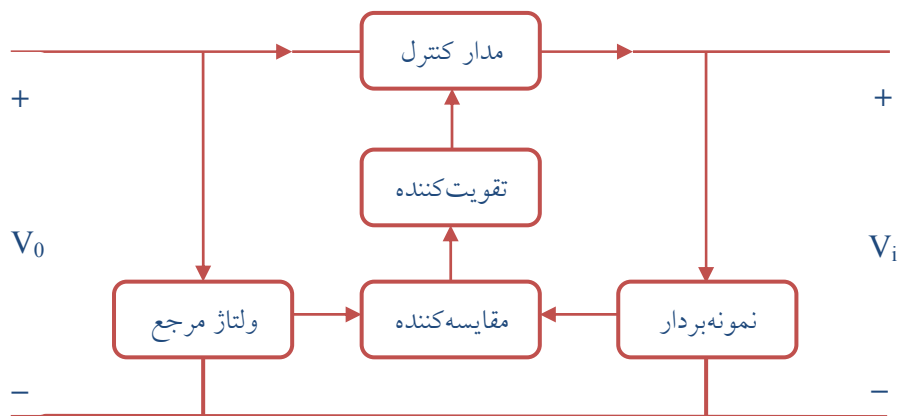 مدار کنترل
+
+
تقویت‌کننده
V₀
Vᵢ
ولتاژ مرجع
مقایسه‌کننده
نمونه‌بردار
−
−